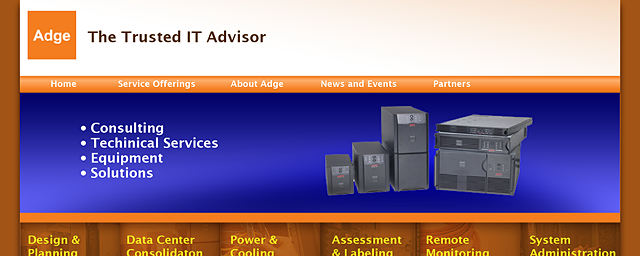 Adge
The Trusted IT Advisor
Home Service Offerings About Adge News and Events Partners
• Consulting
• Techinical Services
• Equipment
• Solutions
Design & Data Center Power & Assessment Remote System
Planning Consolidaton Cooling & Labeling Monitoring Administration